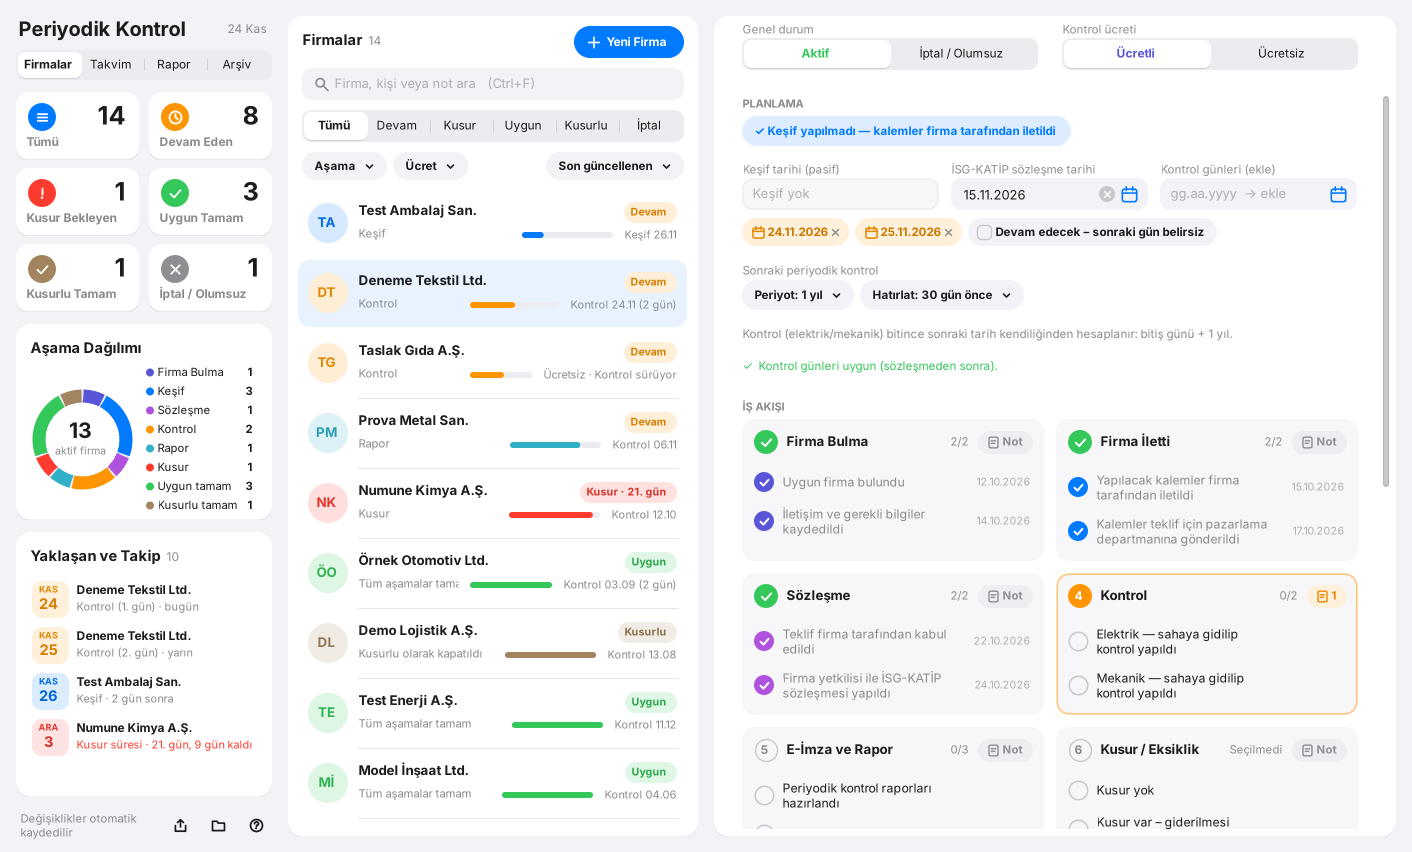 Periyodik Kontrol
24 Kas
Firmalar
Takvim
Rapor
Arşiv
14
Tümü
8
Devam Eden
1
Kusur Bekleyen
3
Uygun Tamam
1
Kusurlu Tamam
1
İptal / Olumsuz
Aşama Dağılımı
13
aktif firma
Firma Bulma 1
Keşif 3
Sözleşme 1
Kontrol 2
Rapor 1
Kusur 1
Uygun tamam 3
Kusurlu tamam 1
Yaklaşan ve Takip 10
KAS
24
Deneme Tekstil Ltd.
Kontrol (1. gün) · bugün
KAS
25
Deneme Tekstil Ltd.
Kontrol (2. gün) · yarın
KAS
26
Test Ambalaj San.
Keşif · 2 gün sonra
ARA
3
Numune Kimya A.Ş.
Kusur süresi · 21. gün, 9 gün kaldı
Değişiklikler otomatik
kaydedilir
Firmalar 14
Yeni Firma
Firma, kişi veya not ara (Ctrl+F)
Tümü
Devam
Kusur
Uygun
Kusurlu
İptal
Aşama
Ücret
Son güncellenen
TA
Test Ambalaj San.
Devam
Keşif
Keşif 26.11
DT
Deneme Tekstil Ltd.
Devam
Kontrol
Kontrol 24.11 (2 gün)
TG
Taslak Gıda A.Ş.
Devam
Kontrol
Ücretsiz · Kontrol sürüyor
PM
Prova Metal San.
Devam
Rapor
Kontrol 06.11
NK
Numune Kimya A.Ş.
Kusur · 21. gün
Kusur
Kontrol 12.10
ÖO
Örnek Otomotiv Ltd.
Uygun
Tüm aşamalar tama
Kontrol 03.09 (2 gün)
DL
Demo Lojistik A.Ş.
Kusurlu
Kusurlu olarak kapatıldı
Kontrol 13.08
TE
Test Enerji A.Ş.
Uygun
Tüm aşamalar tamam
Kontrol 11.12
Mİ
Model İnşaat Ltd.
Uygun
Tüm aşamalar tamam
Kontrol 04.06
Genel durum
Aktif
İptal / Olumsuz
Kontrol ücreti
Ücretli
Ücretsiz
PLANLAMA
✓ Keşif yapılmadı — kalemler firma tarafından iletildi
Keşif tarihi (pasif)
Keşif yok
İSG-KATİP sözleşme tarihi
15.11.2026
Kontrol günleri (ekle)
gg.aa.yyyy → ekle
24.11.2026 ×
25.11.2026 ×
Devam edecek – sonraki gün belirsiz
Sonraki periyodik kontrol
Periyot: 1 yıl
Hatırlat: 30 gün önce
Kontrol (elektrik/mekanik) bitince sonraki tarih kendiliğinden hesaplanır: bitiş günü + 1 yıl.
✓ Kontrol günleri uygun (sözleşmeden sonra).
İŞ AKIŞI
Firma Bulma
2/2
Not
Uygun firma bulundu
12.10.2026
İletişim ve gerekli bilgiler
kaydedildi
14.10.2026
Firma İletti
2/2
Not
Yapılacak kalemler firma
tarafından iletildi
15.10.2026
Kalemler teklif için pazarlama
departmanına gönderildi
17.10.2026
Sözleşme
2/2
Not
Teklif firma tarafından kabul
edildi
22.10.2026
Firma yetkilisi ile İSG-KATİP
sözleşmesi yapıldı
24.10.2026
4
Kontrol
0/2
1
Elektrik — sahaya gidilip
kontrol yapıldı
Mekanik — sahaya gidilip
kontrol yapıldı
5
E-İmza ve Rapor
0/3
Not
Periyodik kontrol raporları
hazırlandı
6
Kusur / Eksiklik
Seçilmedi
Not
Kusur yok
Kusur var – giderilmesi